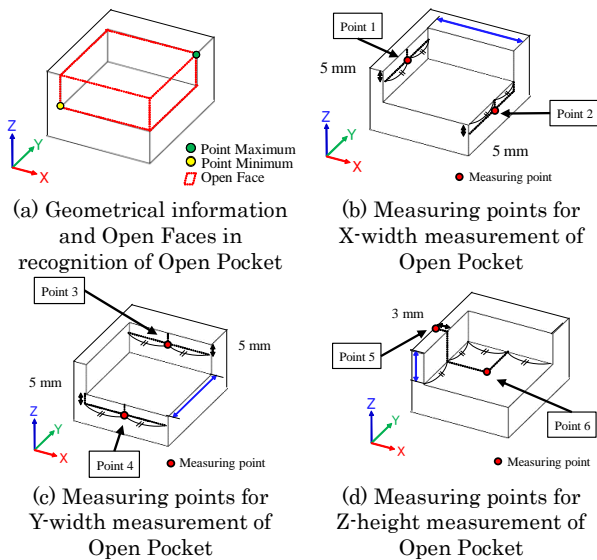 Z
Y
X
Point Maximum
Point Minimum
Open Face
(a) Geometrical information
and Open Faces in
recognition of Open Pocket
Point 1
5 mm
Point 2
5 mm
Z
Y
X
Measuring point
(b) Measuring points for
X-width measurement of
Open Pocket
Point 3
5 mm
5 mm
Z
Y
X
Point 4
Measuring point
(c) Measuring points for
Y-width measurement of
Open Pocket
3 mm
Point 5
Point 6
Z
Y
X
Measuring point
(d) Measuring points for
Z-height measurement of
Open Pocket